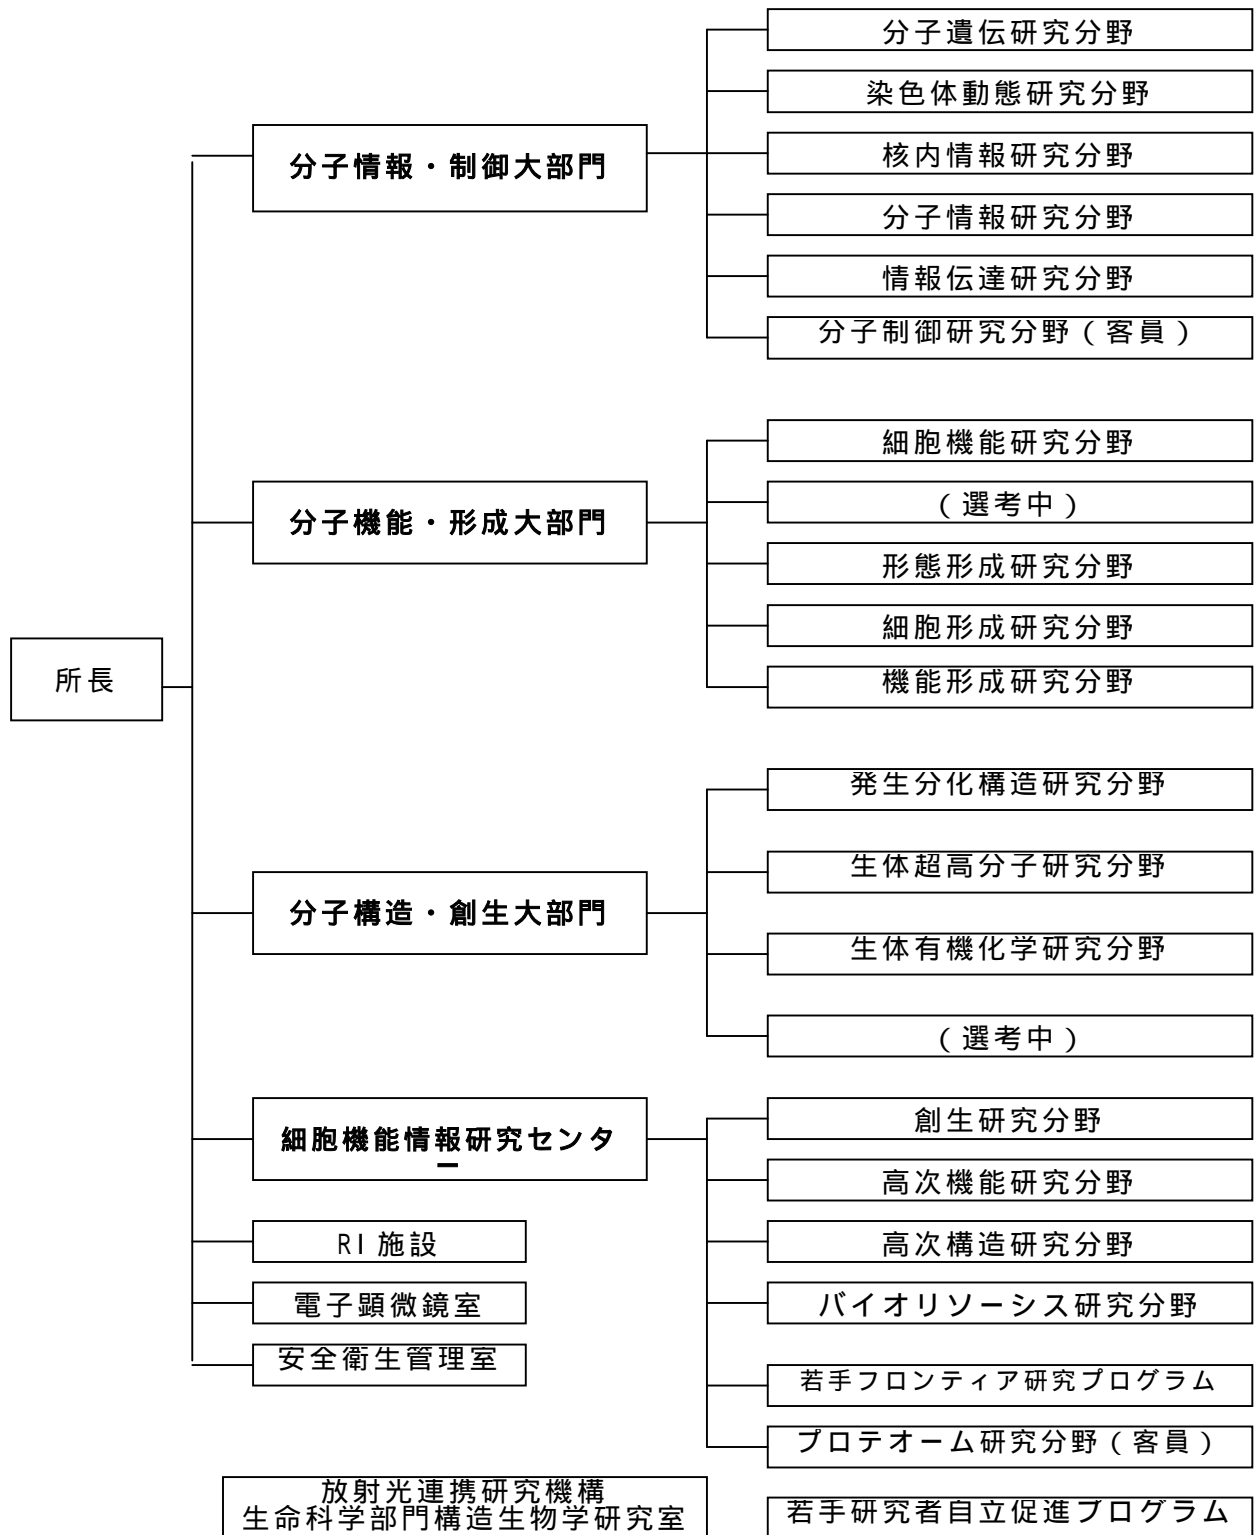 所長
分子情報・制御大部門
分子遺伝研究分野
染色体動態研究分野
核内情報研究分野
分子情報研究分野
情報伝達研究分野
分子制御研究分野（客員）
分子機能・形成大部門
細胞機能研究分野
（選考中）
形態形成研究分野
細胞形成研究分野
機能形成研究分野
分子構造・創生大部門
発生分化構造研究分野
生体超高分子研究分野
生体有機化学研究分野
（選考中）
細胞機能情報研究センタ
ー
創生研究分野
高次機能研究分野
高次構造研究分野
バイオリソーシス研究分野
若手フロンティア研究プログラム
プロテオーム研究分野（客員）
RI施設
電子顕微鏡室
安全衛生管理室
放射光連携研究機構
生命科学部門構造生物学研究室
若手研究者自立促進プログラム